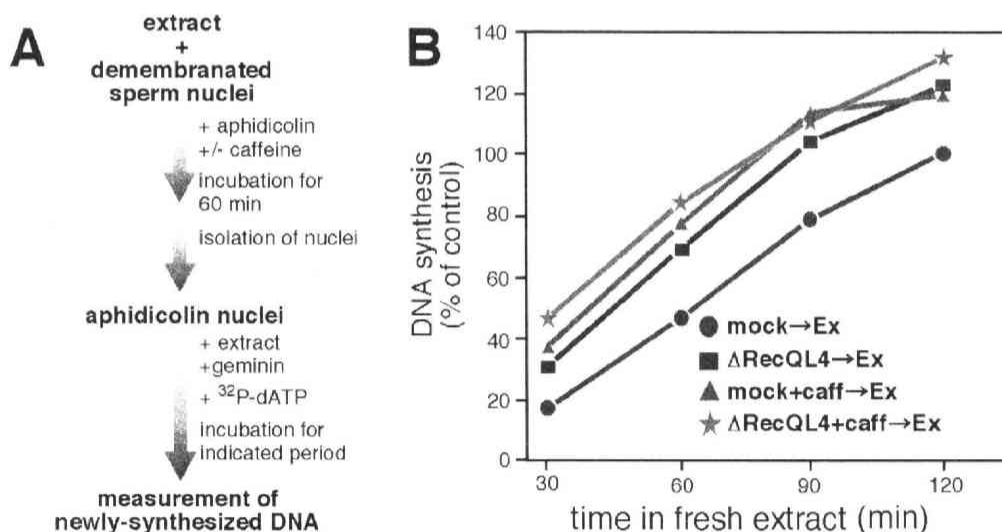 A
extract
+
demembranated
sperm nuclei
+ aphidicolin
+/- caffeine
incubation for
60 min
isolation of nuclei
aphidicolin nuclei
+ extract
+geminin
+ ³²P-dATP
incubation for
indicated period
measurement of
newly-synthesized DNA
B
DNA synthesis
(% of control)
140
120
100
80
60
40
20
0
mock→Ex
ΔRecQL4→Ex
mock+caff→Ex
ΔRecQL4+caff→Ex
30
60
90
120
time in fresh extract (min)